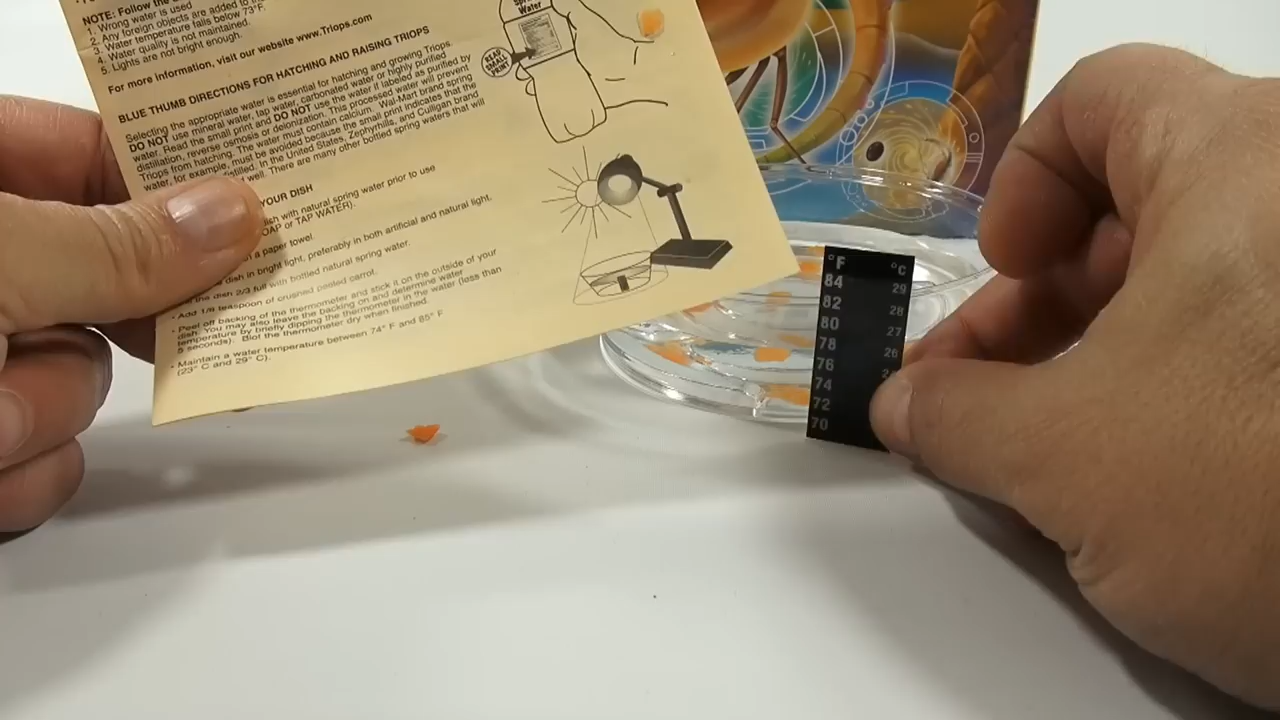 NOTE: Follow the
1. Wrong water is used
2. Any foreign objects are added to
3. Water temperature falls below 73°F.
4. Water quality is not maintained.
5. Lights are not bright enough.
For more information, visit our website www.Triops.com
BLUE THUMB DIRECTIONS FOR HATCHING AND RAISING TRIOPS
Selecting the appropriate water is essential for hatching and growing Triops.
DO NOT use mineral water, tap water, carbonated water or highly purified
water. Read the small print and DO NOT use the water if labeled as purified by
distillation, reverse osmosis or deionization. This processed water will prevent
Triops from hatching. The water must contain calcium. Wal-Mart brand spring
water, for example, must be avoided because the small print indicates that the
distilled. In the United States, Zephyrhills, and Culligan brand
well. There are many other bottled spring waters that will
YOUR DISH
dish with natural spring water prior to use
SOAP or TAP WATER).
a paper towel.
dish in bright light, preferably in both artificial and natural light.
the dish 2/3 full with bottled natural spring water.
• Add 1/8 teaspoon of crushed peeled carrot.
• Peel off backing of the thermometer and stick it on the outside of your
dish. You may also leave the backing on and determine water
temperature by briefly dipping the thermometer in the water (less than
5 seconds). Blot the thermometer dry when finished.
• Maintain a water temperature between 74° F and 85° F
(23° C and 29° C).
Water
READ
SMALL
PRINT
°F °C
84 29
82 28
80 27
78 26
76
74
72
70